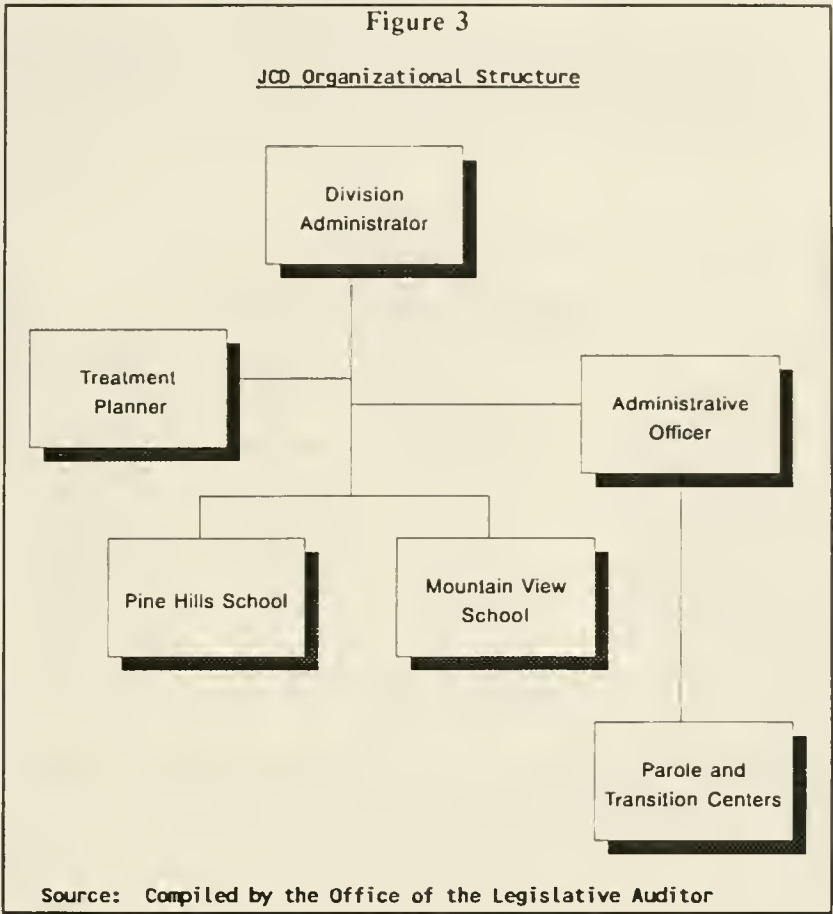 Figure 3
JCD Organizational Structure
Division
Administrator
Treatment
Planner
Administrative
Officer
Pine Hills School
Mountain View
School
Parole and
Transition Centers
Source: Compiled by the Office of the Legislative Auditor